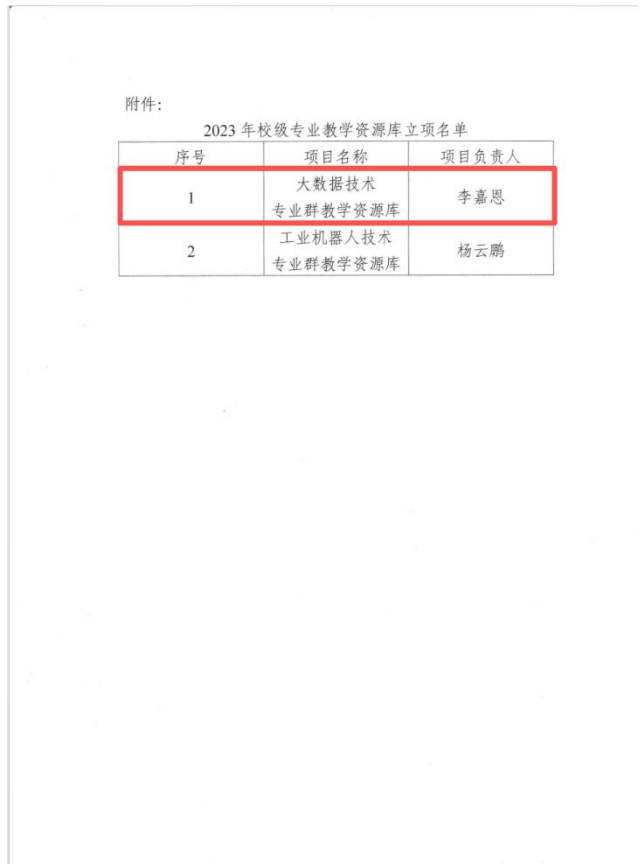 附件：
2023 年校级专业教学资源库立项名单
序号 项目名称 项目负责人
1 大数据技术 专业群教学资源库 李嘉恩
2 工业机器人技术 专业群教学资源库 杨云鹏